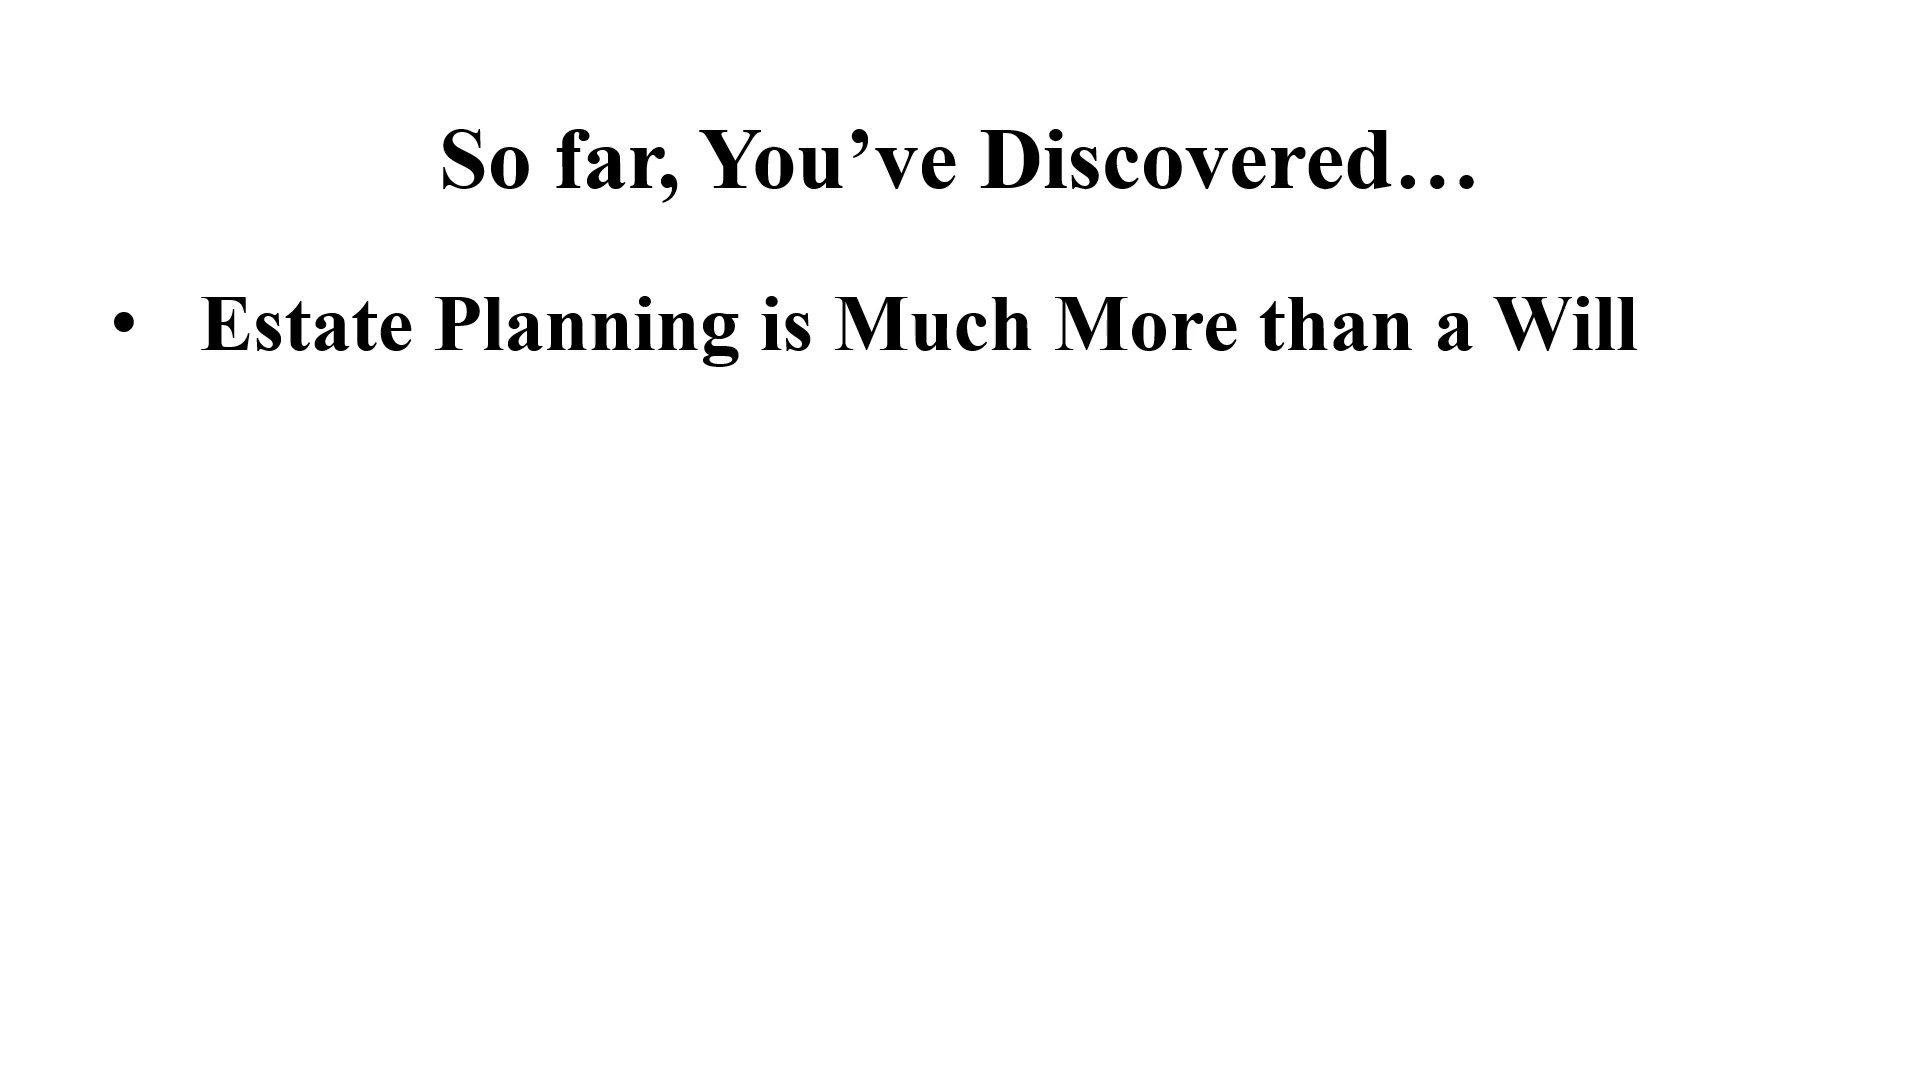 So far, You’ve Discovered…
• Estate Planning is Much More than a Will